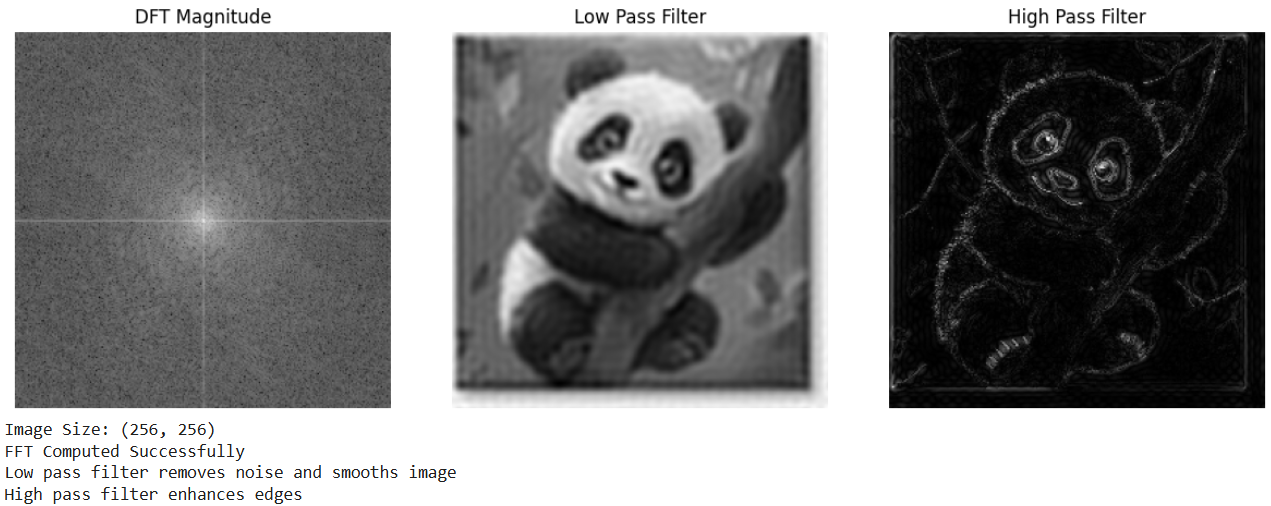 DFT Magnitude
Low Pass Filter
High Pass Filter
Image Size: (256, 256)
FFT Computed Successfully
Low pass filter removes noise and smooths image
High pass filter enhances edges